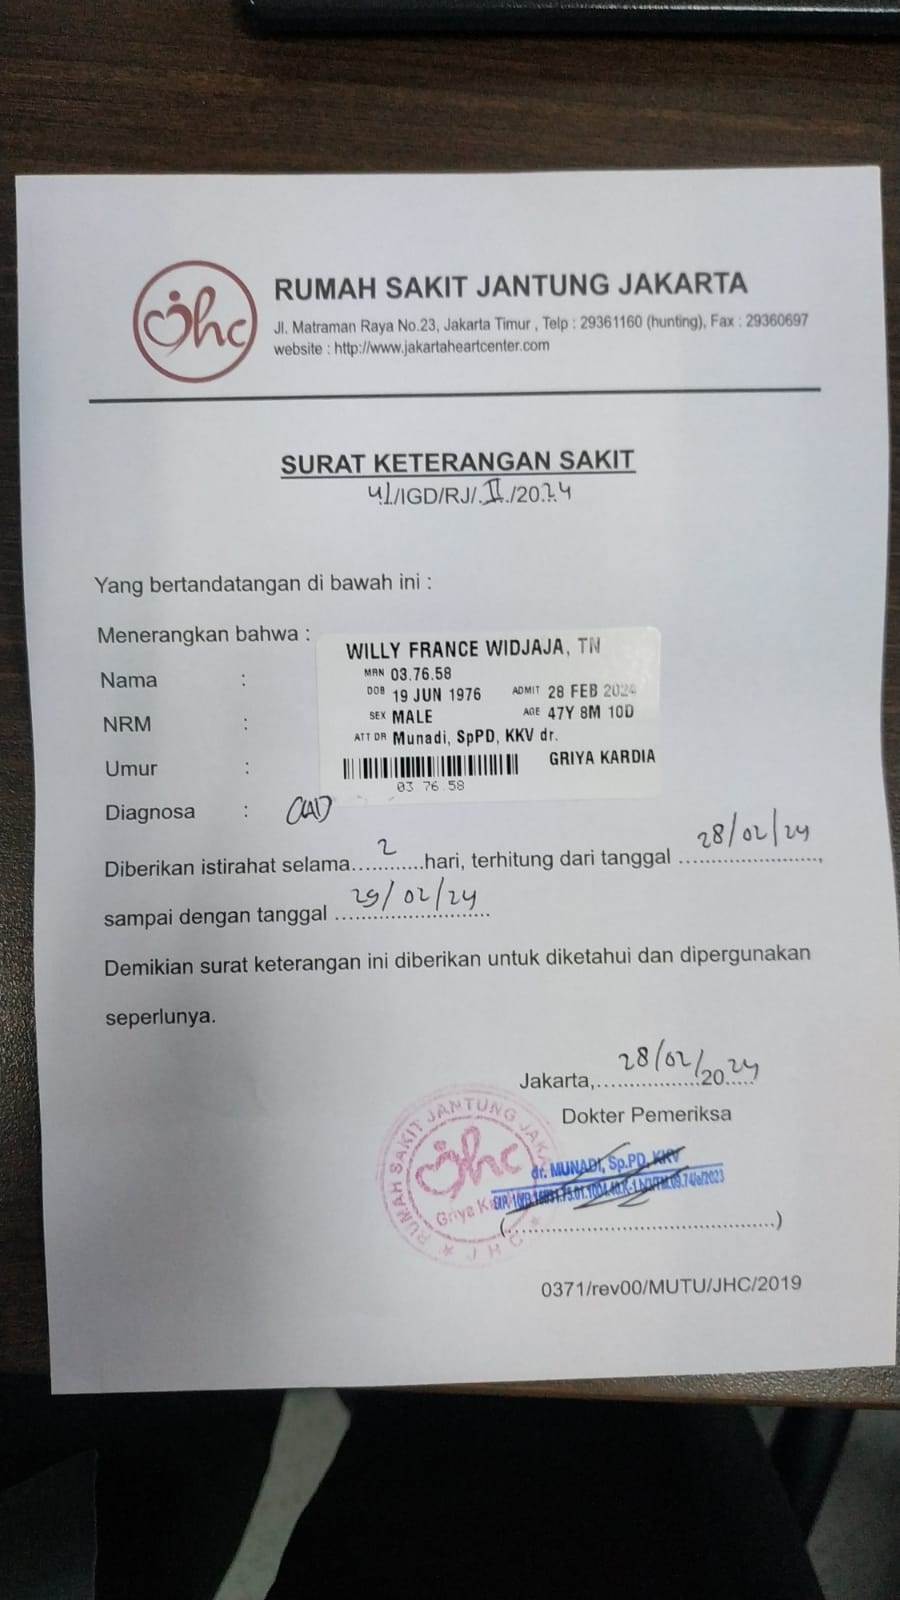 jhc
RUMAH SAKIT JANTUNG JAKARTA
Jl. Matraman Raya No.23, Jakarta Timur , Telp : 29361160 (hunting), Fax : 29360697
website : http://www.jakartaheartcenter.com
SURAT KETERANGAN SAKIT
41/IGD/RJ/.II./2024
Yang bertandatangan di bawah ini :
Menerangkan bahwa :
WILLY FRANCE WIDJAJA, TN
MRN 03.76.58
Nama :
DOB 19 JUN 1976 ADMIT 28 FEB 2024
NRM :
SEX MALE AGE 47Y 8M 10D
ATT DR Munadi, SpPD, KKV dr.
Umur :
GRIYA KARDIA
03 76.58
Diagnosa : CAD
Diberikan istirahat selama...2...hari, terhitung dari tanggal 28/02/24,
sampai dengan tanggal 29/02/24
Demikian surat keterangan ini diberikan untuk diketahui dan dipergunakan
seperlunya.
Jakarta, 28/02/2024
Dokter Pemeriksa
RUMAH SAKIT JANTUNG JAKA
jhc
Griya K
JHC
dr. MUNADI, Sp.PD, KKV
(..........................................)
0371/rev00/MUTU/JHC/2019